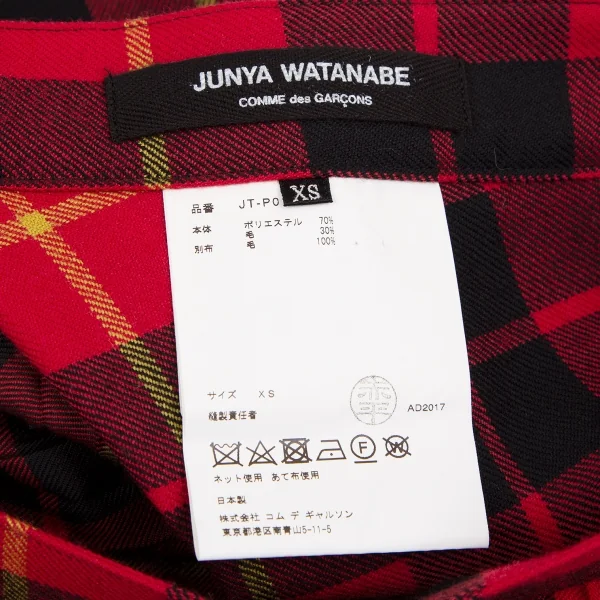 JUNYA WATANABE
COMME des GARÇONS
XS
品番 JT-P0
本体 ポリエステル 70%
毛 30%
別布 毛 100%
サイズ XS
縫製責任者
AD2017
P W
ネット使用 あて布使用
日本製
株式会社 コム デ ギャルソン
東京都港区南青山5-11-5